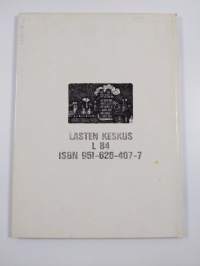 LASTEN KESKUS
L 84
ISBN 951-626-407-7